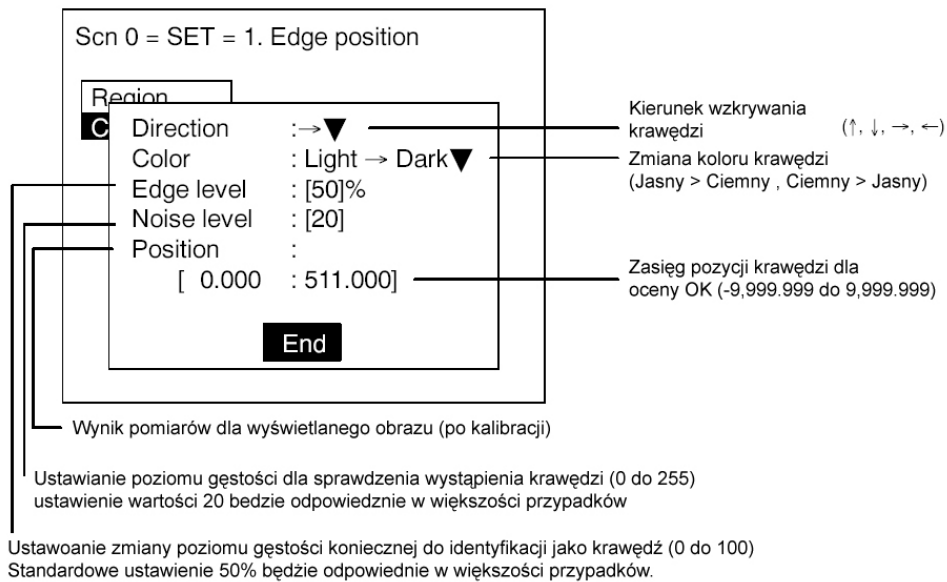 Scn 0 = SET = 1. Edge position
Region
C
Direction :→▼
Color : Light → Dark▼
Edge level : [50]%
Noise level : [20]
Position :
[ 0.000 : 511.000]
End
Kierunek wzkrywania
krawędzi (↑, ↓, →, ←)
Zmiana koloru krawędzi
(Jasny > Ciemny , Ciemny > Jasny)
Zasięg pozycji krawędzi dla
oceny OK (-9,999.999 do 9,999.999)
Wynik pomiarów dla wyświetlanego obrazu (po kalibracji)
Ustawianie poziomu gęstości dla sprawdzenia wystąpienia krawędzi (0 do 255)
ustawienie wartości 20 bedzie odpowiedznie w większości przypadków
Ustawoanie zmiany poziomu gęstości koniecznej do identyfikacji jako krawędź (0 do 100)
Standardowe ustawienie 50% będzie odpowiednie w większości przypadków.